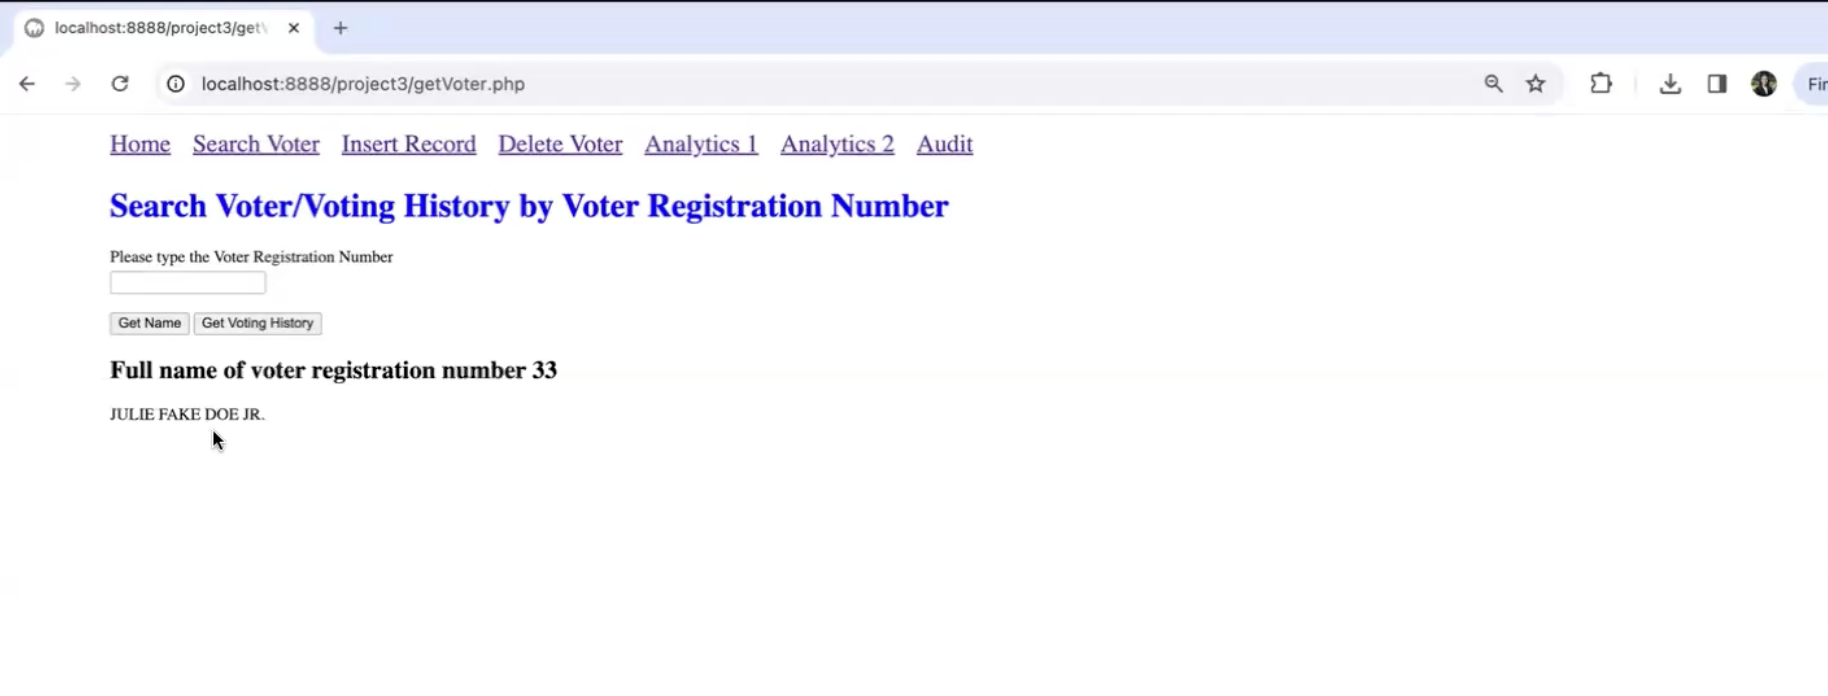 localhost:8888/project3/get
localhost:8888/project3/getVoter.php
Home Search Voter Insert Record Delete Voter Analytics 1 Analytics 2 Audit
Search Voter/Voting History by Voter Registration Number
Please type the Voter Registration Number
Get Name Get Voting History
Full name of voter registration number 33
JULIE FAKE DOE JR.